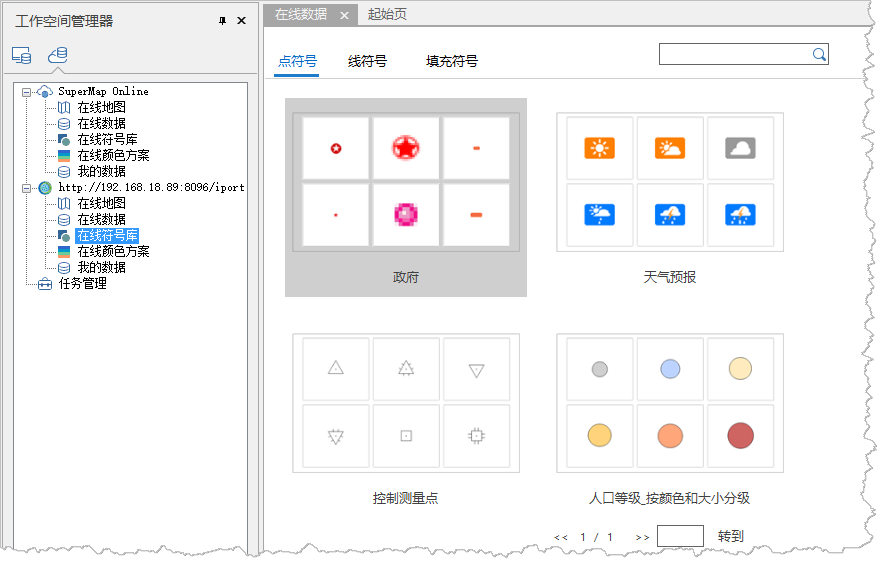 工作空间管理器
SuperMap Online
在线地图
在线数据
在线符号库
在线颜色方案
我的数据
http://192.168.18.89:8096/iport
在线地图
在线数据
在线符号库
在线颜色方案
我的数据
任务管理
在线数据 起始页
点符号 线符号 填充符号
政府 天气预报
控制测量点 人口等级_按颜色和大小分级
<< 1 / 1 >> 转到